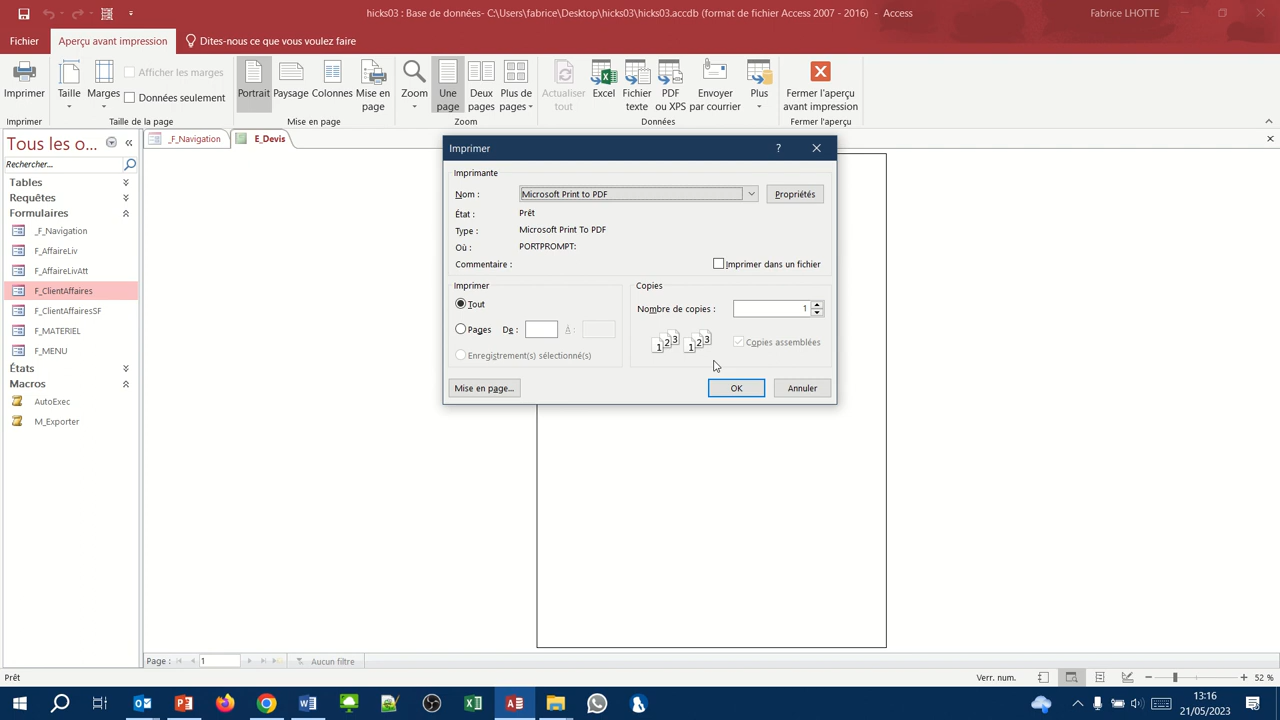 hicks03 : Base de données- C:\Users\fabrice\Desktop\hicks03\hicks03.accdb (format de fichier Access 2007 - 2016) - Access
Fabrice LHOTTE
Fichier
Aperçu avant impression
Dites-nous ce que vous voulez faire
Imprimer
Taille
Marges
Afficher les marges
Données seulement
Portrait
Paysage
Colonnes
Mise en page
Zoom
Une page
Deux pages
Plus de pages
Actualiser tout
Excel
Fichier texte
PDF ou XPS
Envoyer par courrier
Plus
Fermer l'aperçu avant impression
Imprimer
Taille de la page
Mise en page
Zoom
Données
Fermer l'aperçu
Tous les o...
_F_Navigation
E_Devis
Rechercher...
Tables
Requêtes
Formulaires
_F_Navigation
F_AffaireLiv
F_AffaireLivAtt
F_ClientAffaires
F_ClientAffairesSF
F_MATERIEL
F_MENU
États
Macros
AutoExec
M_Exporter
Imprimer
?
Imprimante
Nom :
Microsoft Print to PDF
Propriétés
État :
Prêt
Type :
Microsoft Print To PDF
Où :
PORTPROMPT:
Commentaire :
Imprimer dans un fichier
Imprimer
Tout
Pages
De :
À :
Enregistrement(s) sélectionné(s)
Copies
Nombre de copies :
1
1 2 3 1 2 3
Copies assemblées
Mise en page...
OK
Annuler
Page :
1
Aucun filtre
Prêt
Verr. num.
52 %
13:16
21/05/2023